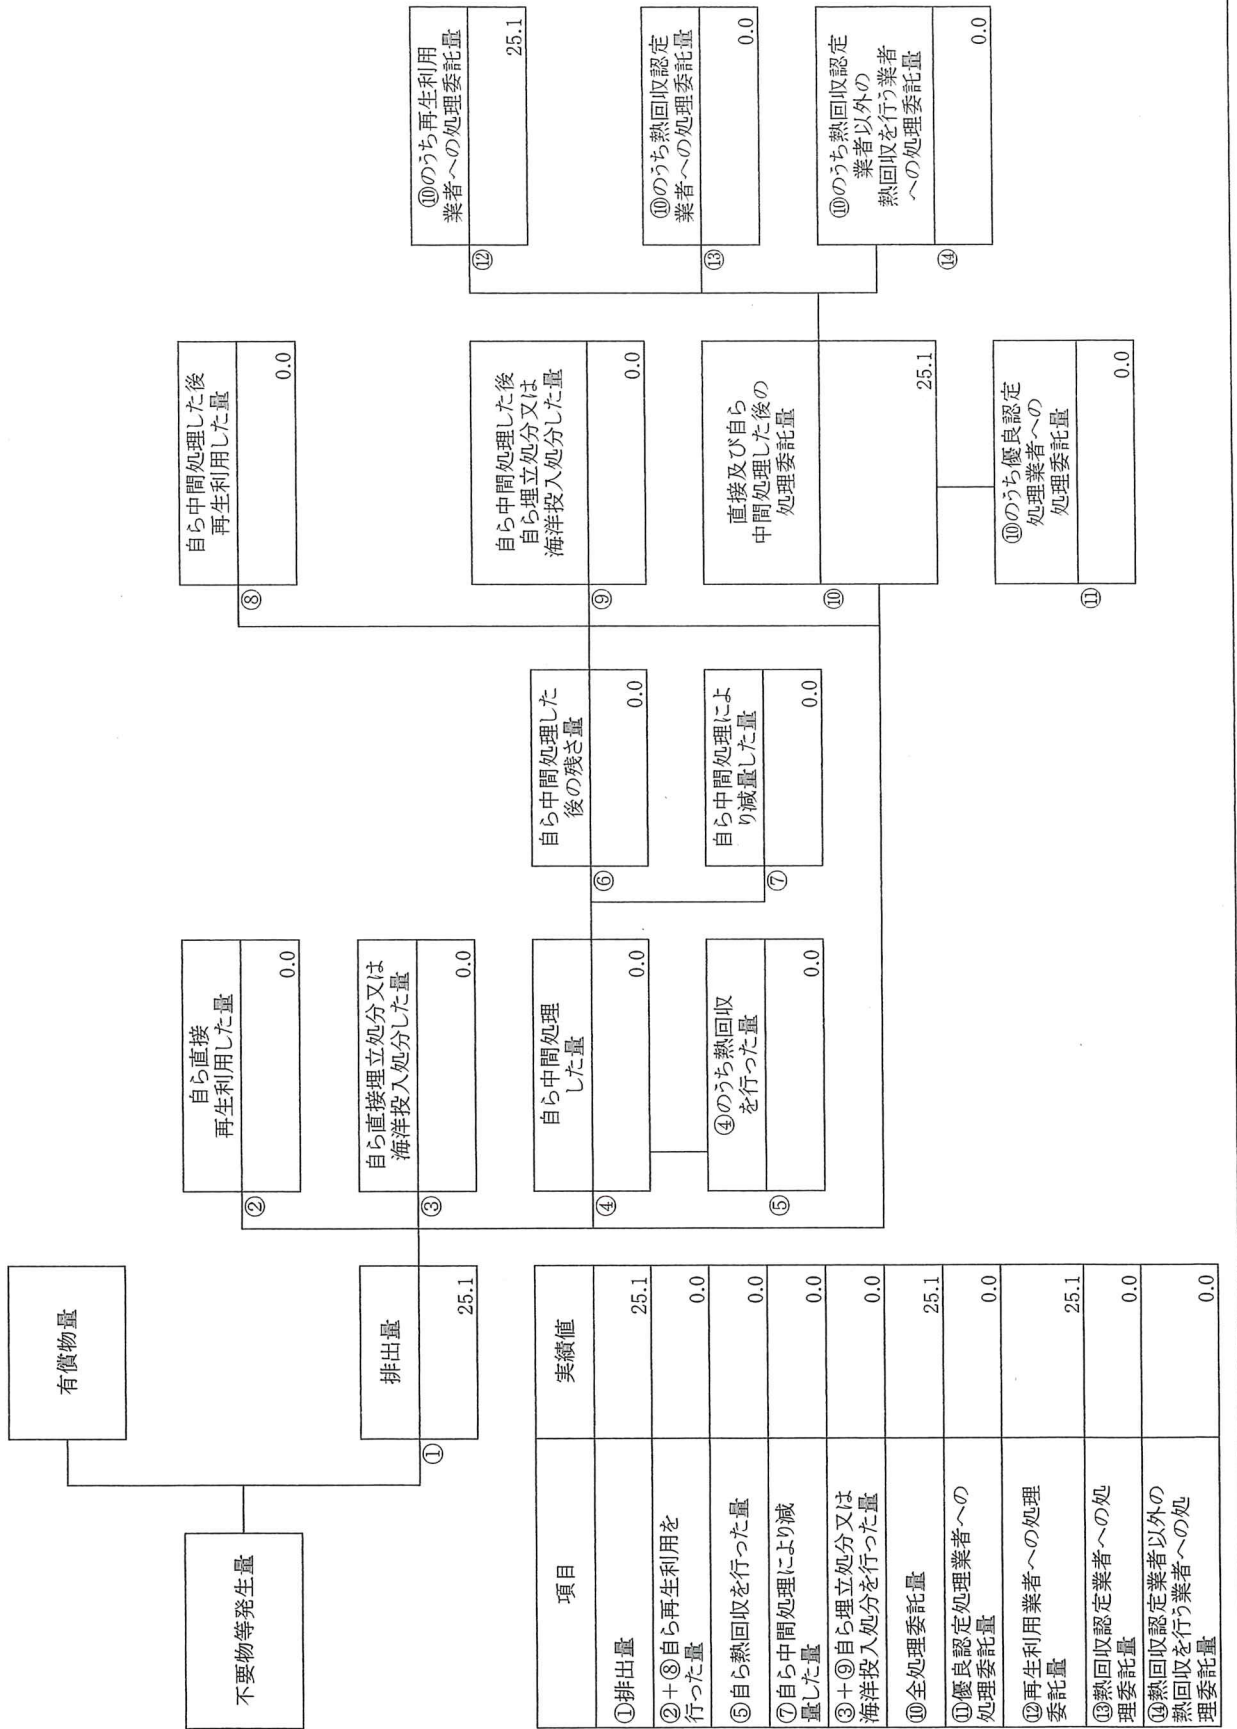 不要物等発生量
有償物量
排出量
①
25.1
自ら直接
再生利用した量
②
0.0
自ら直接埋立処分又は
海洋投入処分した量
③
0.0
自ら中間処理
した量
④
0.0
④のうち熱回収
を行った量
⑤
0.0
自ら中間処理した
後の残さ量
⑥
0.0
自ら中間処理によ
り減量した量
⑦
0.0
自ら中間処理した後
再生利用した量
⑧
0.0
自ら中間処理した後
自ら埋立処分又は
海洋投入処分した量
⑨
0.0
直接及び自ら
中間処理した後の
処理委託量
⑩
25.1
⑩のうち優良認定
処理業者への
処理委託量
⑪
0.0
⑩のうち再生利用
業者への処理委託量
⑫
25.1
⑩のうち熱回収認定
業者への処理委託量
⑬
0.0
⑩のうち熱回収認定
業者以外の
熱回収を行う業者
への処理委託量
⑭
0.0
項目 実績値
①排出量 25.1
②+⑧自ら再生利用を
行った量 0.0
⑤自ら熱回収を行った量 0.0
⑦自ら中間処理により減
量した量 0.0
③+⑨自ら埋立処分又は
海洋投入処分を行った量 0.0
⑩全処理委託量 25.1
⑪優良認定処理業者への
処理委託量 0.0
⑫再生利用業者への処理
委託量 25.1
⑬熱回収認定業者への処
理委託量 0.0
⑭熱回収認定業者以外の
熱回収を行う業者への処
理委託量 0.0